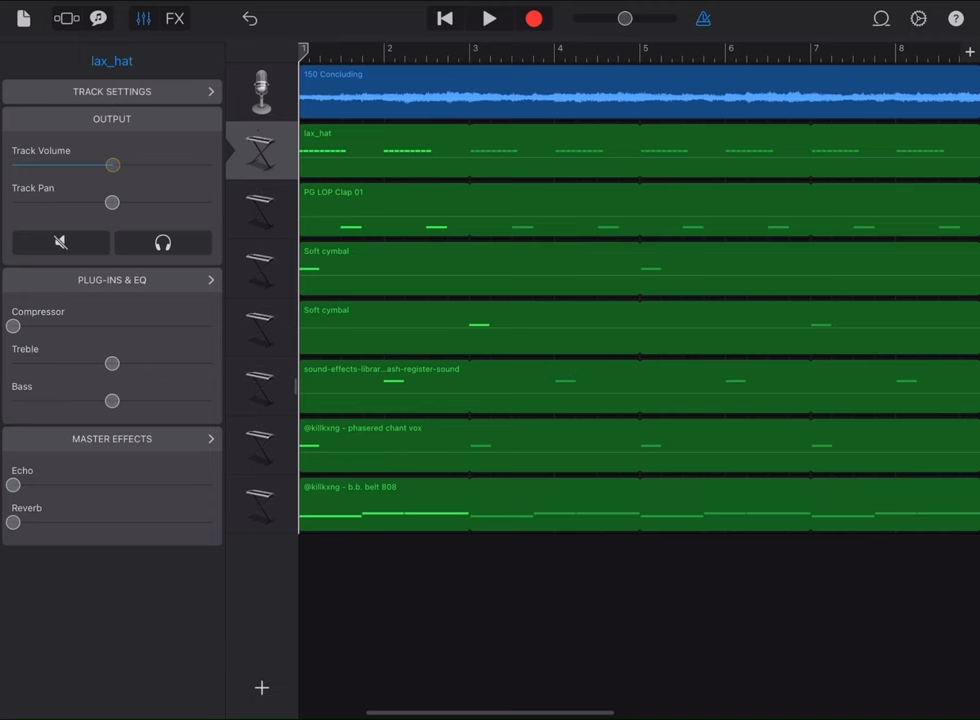 FX
?
lax_hat
TRACK SETTINGS
OUTPUT
Track Volume
Track Pan
PLUG-INS & EQ
Compressor
Treble
Bass
MASTER EFFECTS
Echo
Reverb
1 2 3 4 5 6 7 8 +
150 Concluding
lax_hat
PG LOP Clap 01
Soft cymbal
Soft cymbal
sound-effects-librar...ash-register-sound
@killkxng - phasered chant vox
@killkxng - b.b. belt 808
+